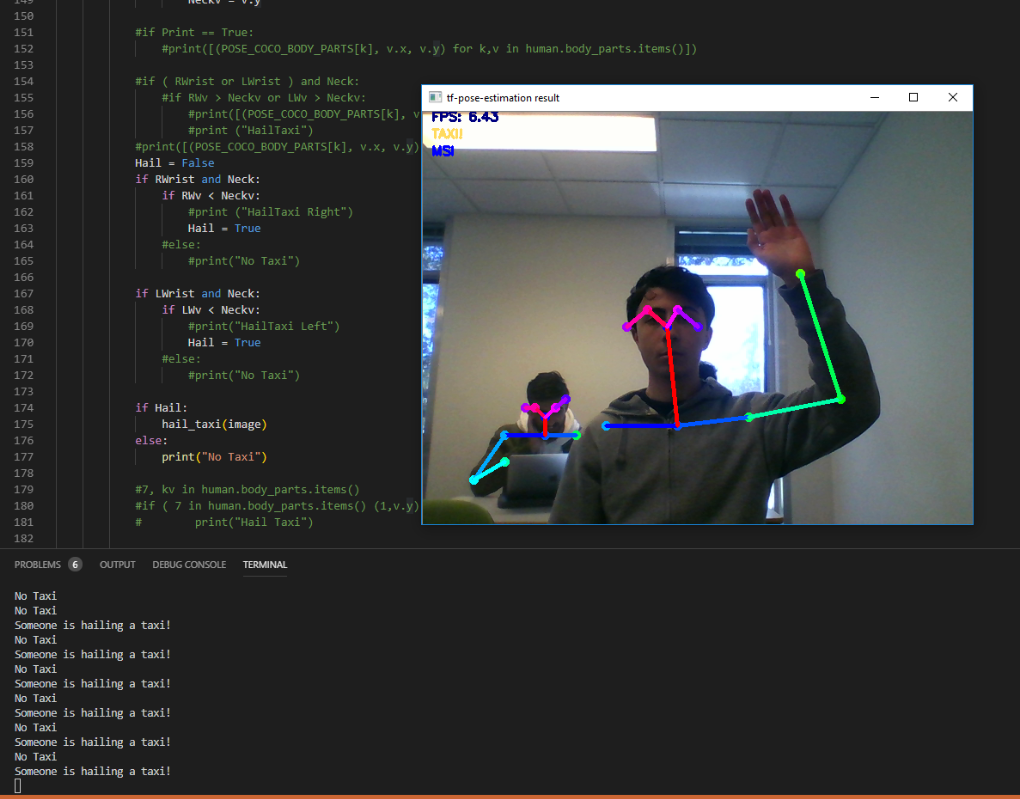 149 Neckv = v.y
150
151 #if Print == True:
152 #print([(POSE_COCO_BODY_PARTS[k], v.x, v.y) for k,v in human.body_parts.items()])
153
154 #if ( RWrist or LWrist ) and Neck:
155 #if RWv > Neckv or LWv > Neckv:
156 #print([(POSE_COCO_BODY_PARTS[k], v
157 #print ("HailTaxi")
158 #print([(POSE_COCO_BODY_PARTS[k], v.x, v.y)
159 Hail = False
160 if RWrist and Neck:
161 if RWv < Neckv:
162 #print ("HailTaxi Right")
163 Hail = True
164 #else:
165 #print("No Taxi")
166
167 if LWrist and Neck:
168 if LWv < Neckv:
169 #print("HailTaxi Left")
170 Hail = True
171 #else:
172 #print("No Taxi")
173
174 if Hail:
175 hail_taxi(image)
176 else:
177 print("No Taxi")
178
179 #7, kv in human.body_parts.items()
180 #if ( 7 in human.body_parts.items() (1,v.y)
181 # print("Hail Taxi")
182
tf-pose-estimation result
FPS: 6.43
TAXI!
MSI
PROBLEMS 6 OUTPUT DEBUG CONSOLE TERMINAL
No Taxi
No Taxi
Someone is hailing a taxi!
No Taxi
Someone is hailing a taxi!
No Taxi
Someone is hailing a taxi!
No Taxi
Someone is hailing a taxi!
No Taxi
Someone is hailing a taxi!
No Taxi
Someone is hailing a taxi!